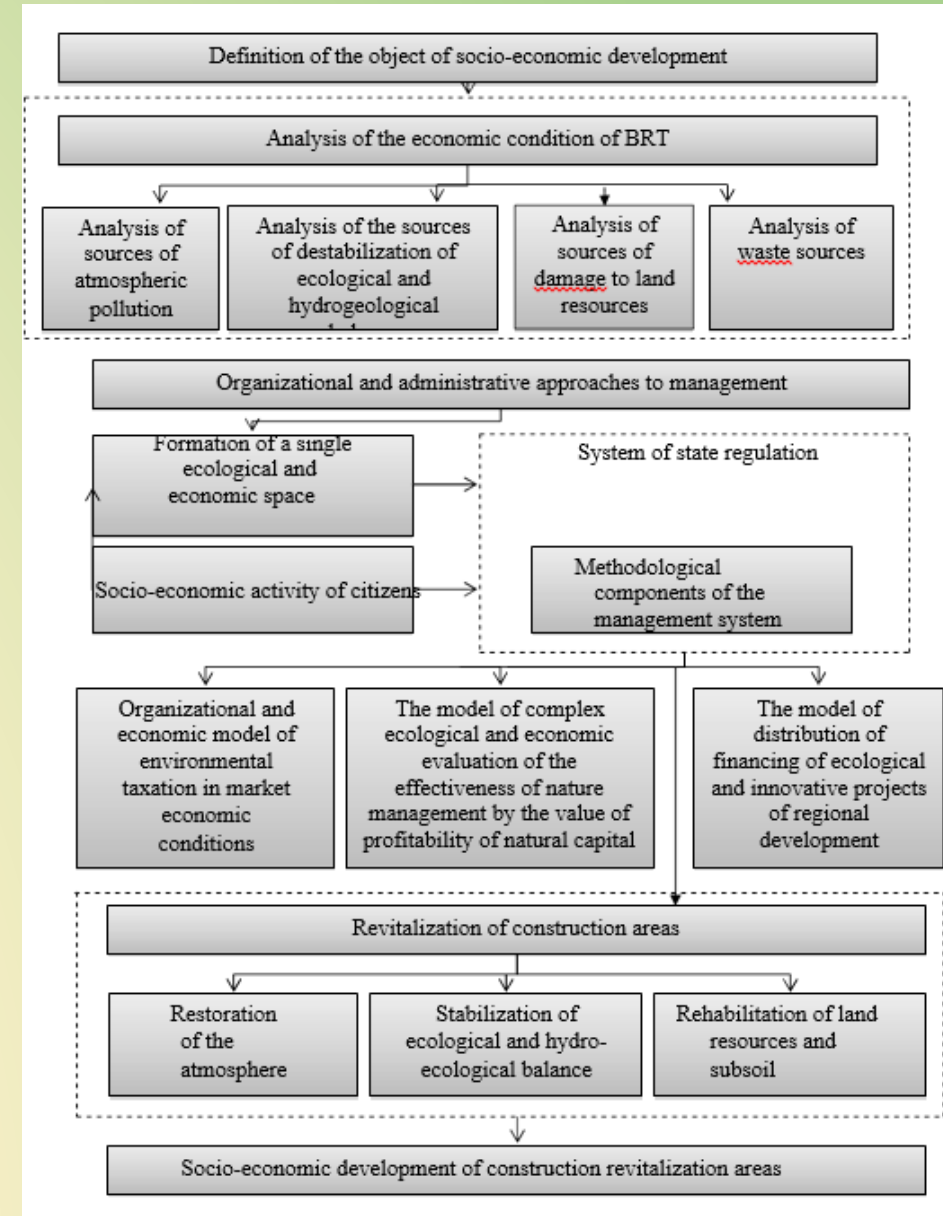 Definition of the object of socio-economic development
Analysis of the economic condition of BRT
Analysis of
sources of
atmospheric
pollution
Analysis of the sources
of destabilization of
ecological and
hydrogeological
Analysis of
sources of
damage to land
resources
Analysis of
waste sources
Organizational and administrative approaches to management
Formation of a single
ecological and
economic space
System of state regulation
Socio-economic activity of citizens
Methodological
components of the
management system
Organizational and
economic model of
environmental
taxation in market
economic
conditions
The model of complex
ecological and economic
evaluation of the
effectiveness of nature
management by the value of
profitability of natural capital
The model of
distribution of
financing of ecological
and innovative projects
of regional
development
Revitalization of construction areas
Restoration
of the
atmosphere
Stabilization of
ecological and hydro-
ecological balance
Rehabilitation of land
resources and
subsoil
Socio-economic development of construction revitalization areas